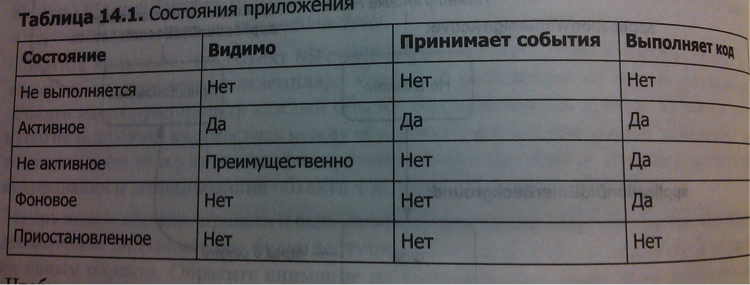 Таблица 14.1. Состояния приложения
Состояние Видимо Принимает события Выполняет код
Не выполняется Нет Нет Нет
Активное Да Да Да
Не активное Преимущественно Нет Да
Фоновое Нет Нет Да
Приостановленное Нет Нет Нет